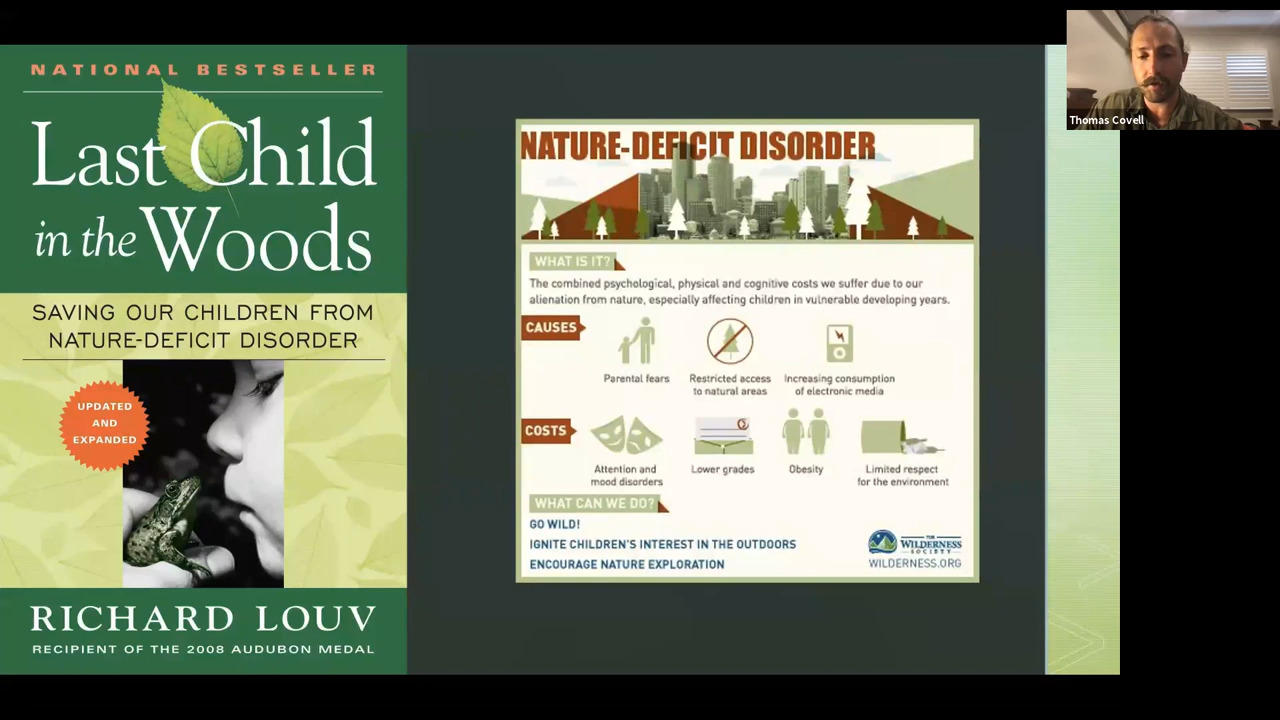 NATIONAL BESTSELLER
Last Child
in the Woods
SAVING OUR CHILDREN FROM
NATURE-DEFICIT DISORDER
UPDATED
AND
EXPANDED
RICHARD LOUV
RECIPIENT OF THE 2008 AUDUBON MEDAL
NATURE-DEFICIT DISORDER
WHAT IS IT?
The combined psychological, physical and cognitive costs we suffer due to our
alienation from nature, especially affecting children in vulnerable developing years.
CAUSES
Parental fears
Restricted access
to natural areas
Increasing consumption
of electronic media
COSTS
Attention and
mood disorders
Lower grades
Obesity
Limited respect
for the environment
WHAT CAN WE DO?
GO WILD!
IGNITE CHILDREN'S INTEREST IN THE OUTDOORS
ENCOURAGE NATURE EXPLORATION
THE
WILDERNESS
SOCIETY
WILDERNESS.ORG
Thomas Covell